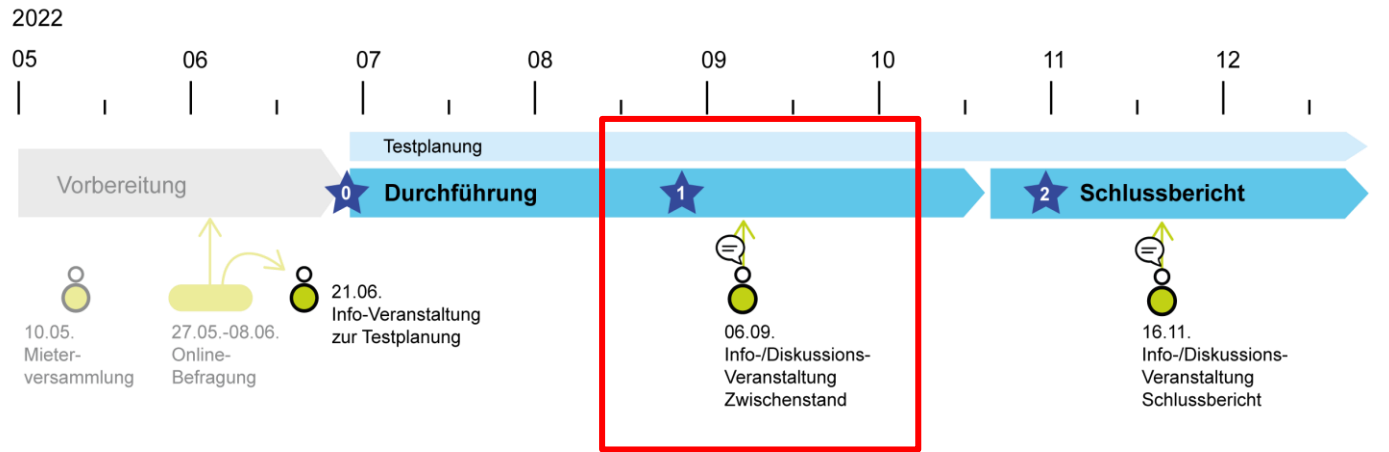 2022
05 06 07 08 09 10 11 12
Testplanung
Vorbereitung
0
Durchführung
1
2
Schlussbericht
10.05.
Mieter-
versammlung
27.05.-08.06.
Online-
Befragung
21.06.
Info-Veranstaltung
zur Testplanung
06.09.
Info-/Diskussions-
Veranstaltung
Zwischenstand
16.11.
Info-/Diskussions-
Veranstaltung
Schlussbericht